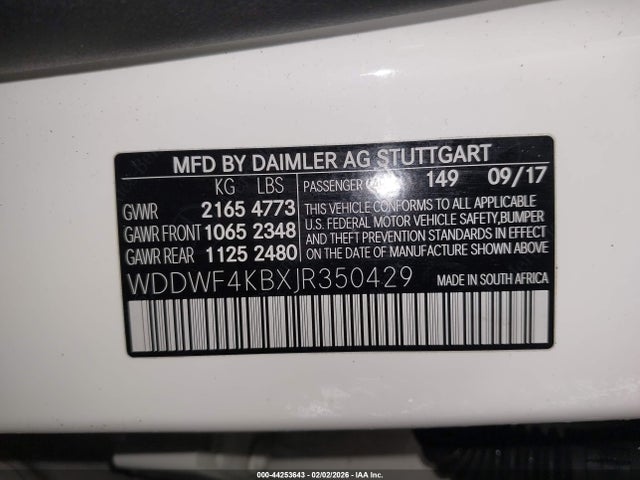 MFD BY DAIMLER AG STUTTGART
KG LBS PASSENGER CAR 149 09/17
GVWR 2165 4773 THIS VEHICLE CONFORMS TO ALL APPLICABLE
U.S. FEDERAL MOTOR VEHICLE SAFETY,BUMPER
GAWR FRONT 1065 2348 AND THEFT PREVENTION STANDARDS IN EFFECT
GAWR REAR 1125 2480 ON THE DATE OF MANUFACTURE SHOWN ABOVE.
WDDWF4KBXJR350429 MADE IN SOUTH AFRICA
000-44253643 - 02/02/2026 - IAA Inc.